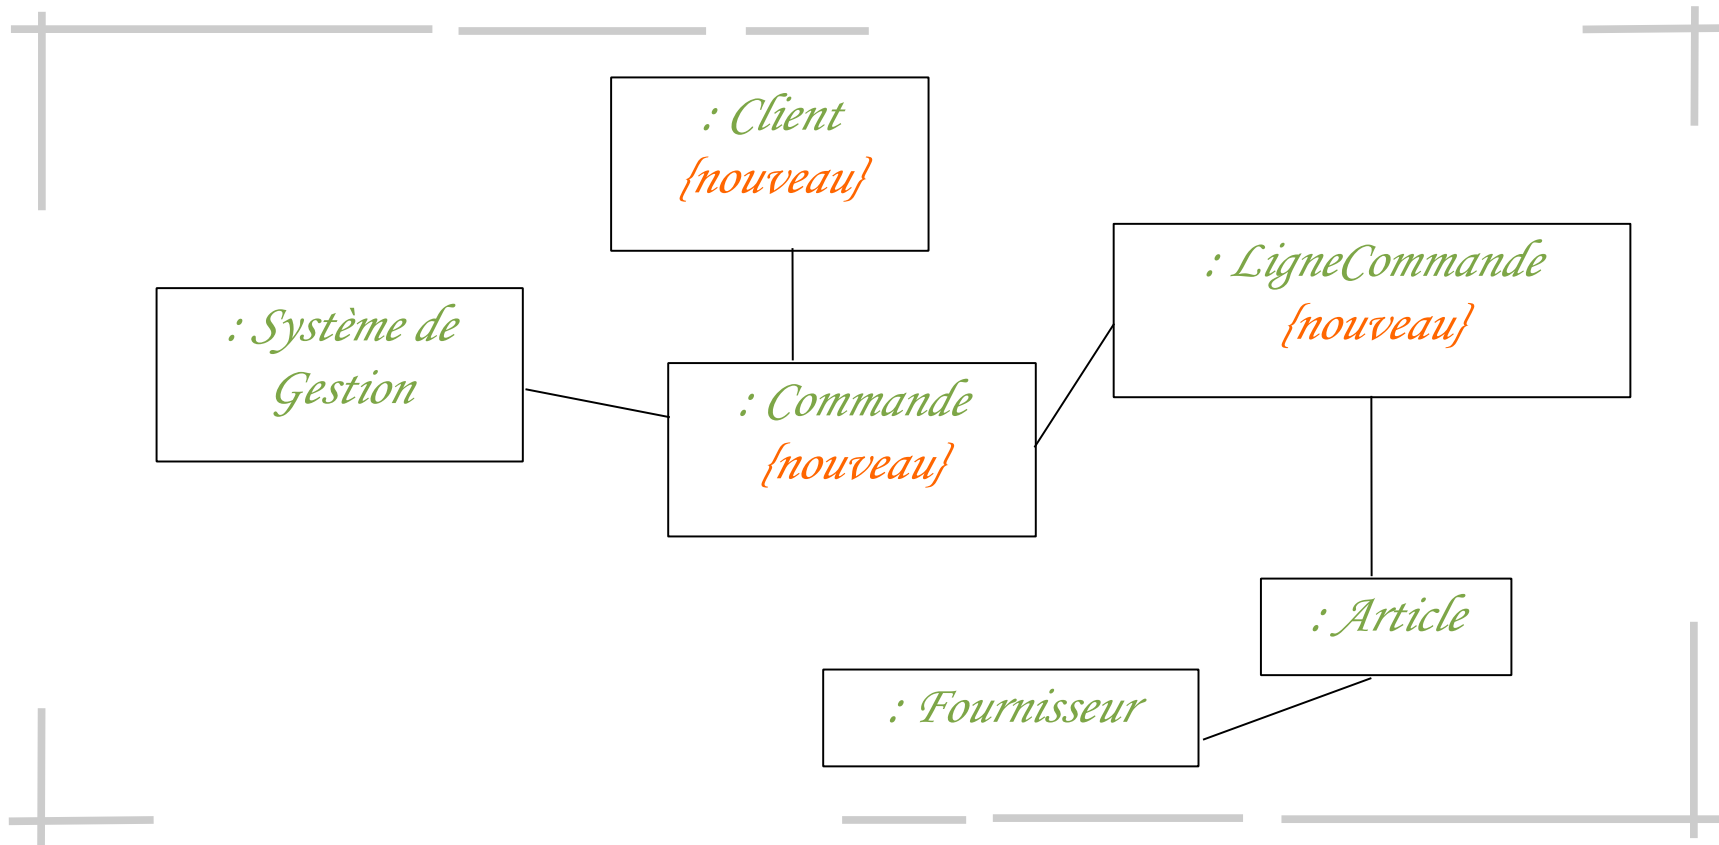 : Client
{nouveau}
: LigneCommande
{nouveau}
: Système de
Gestion
: Commande
{nouveau}
: Article
: Fournisseur